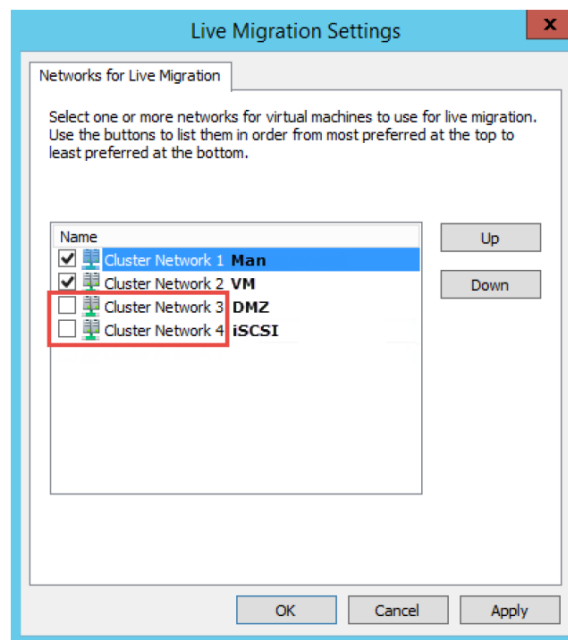 Live Migration Settings
x
Networks for Live Migration
Select one or more networks for virtual machines to use for live migration.
Use the buttons to list them in order from most preferred at the top to
least preferred at the bottom.
Name
Cluster Network 1 Man
Cluster Network 2 VM
Cluster Network 3 DMZ
Cluster Network 4 iSCSI
Up
Down
OK
Cancel
Apply